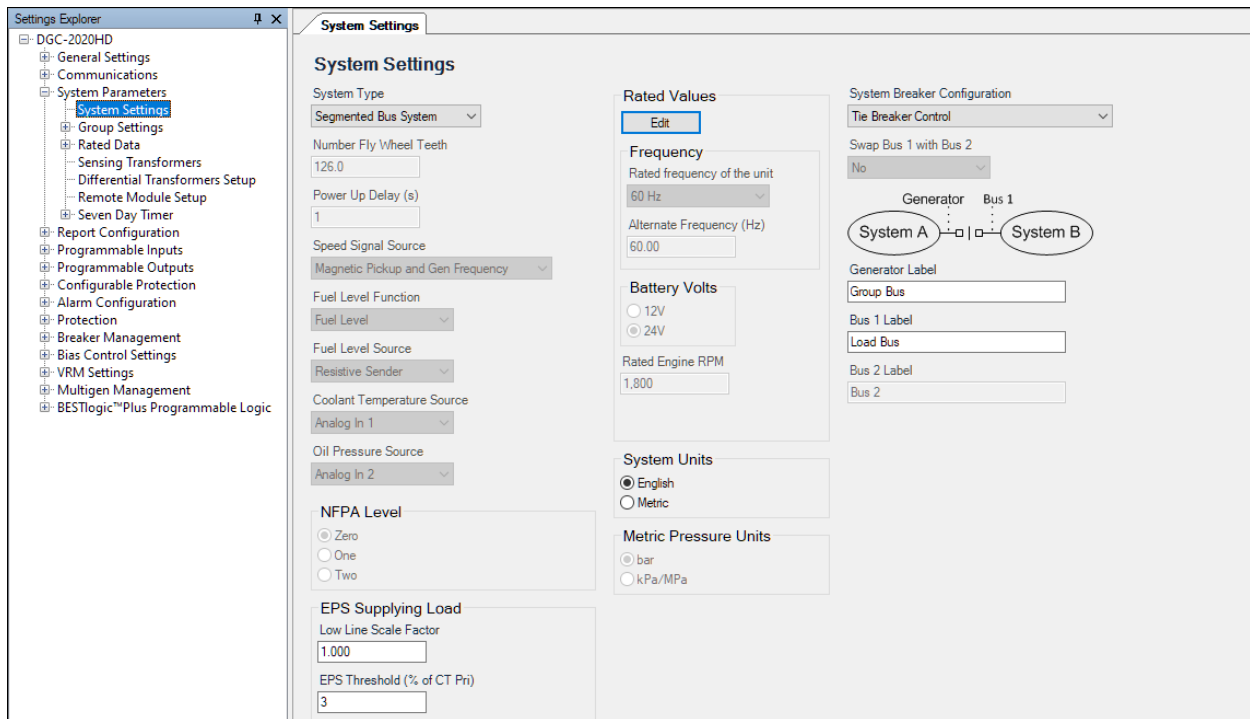 Settings Explorer
DGC-2020HD
General Settings
Communications
System Parameters
System Settings
Group Settings
Rated Data
Sensing Transformers
Differential Transformers Setup
Remote Module Setup
Seven Day Timer
Report Configuration
Programmable Inputs
Programmable Outputs
Configurable Protection
Alarm Configuration
Protection
Breaker Management
Bias Control Settings
VRM Settings
Multigen Management
BESTlogic™Plus Programmable Logic
System Settings
System Settings
System Type
Segmented Bus System
Number Fly Wheel Teeth
126.0
Power Up Delay (s)
1
Speed Signal Source
Magnetic Pickup and Gen Frequency
Fuel Level Function
Fuel Level
Fuel Level Source
Resistive Sender
Coolant Temperature Source
Analog In 1
Oil Pressure Source
Analog In 2
NFPA Level
Zero
One
Two
EPS Supplying Load
Low Line Scale Factor
1.000
EPS Threshold (% of CT Pri)
3
Rated Values
Edit
Frequency
Rated frequency of the unit
60 Hz
Alternate Frequency (Hz)
60.00
Battery Volts
12V
24V
Rated Engine RPM
1,800
System Units
English
Metric
Metric Pressure Units
bar
kPa/MPa
System Breaker Configuration
Tie Breaker Control
Swap Bus 1 with Bus 2
No
Generator Bus 1
System A System B
Generator Label
Group Bus
Bus 1 Label
Load Bus
Bus 2 Label
Bus 2